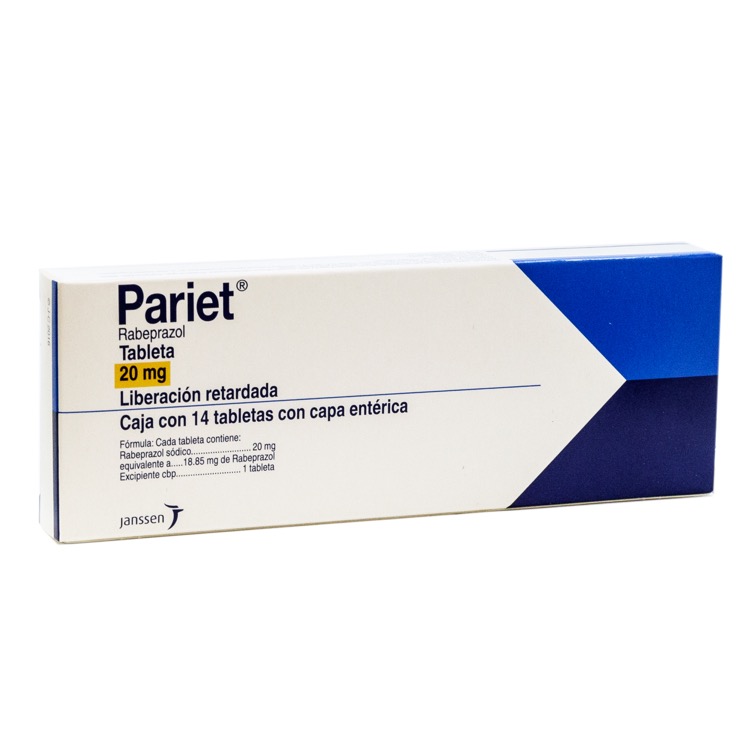 Pariet®
Rabeprazol
Tableta
20 mg
Liberación retardada
Caja con 14 tabletas con capa entérica
Fórmula: Cada tableta contiene:
Rabeprazol sódico........................ 20 mg
equivalente a.....18.85 mg de Rabeprazol
Excipiente cbp.......................... 1 tableta
janssen